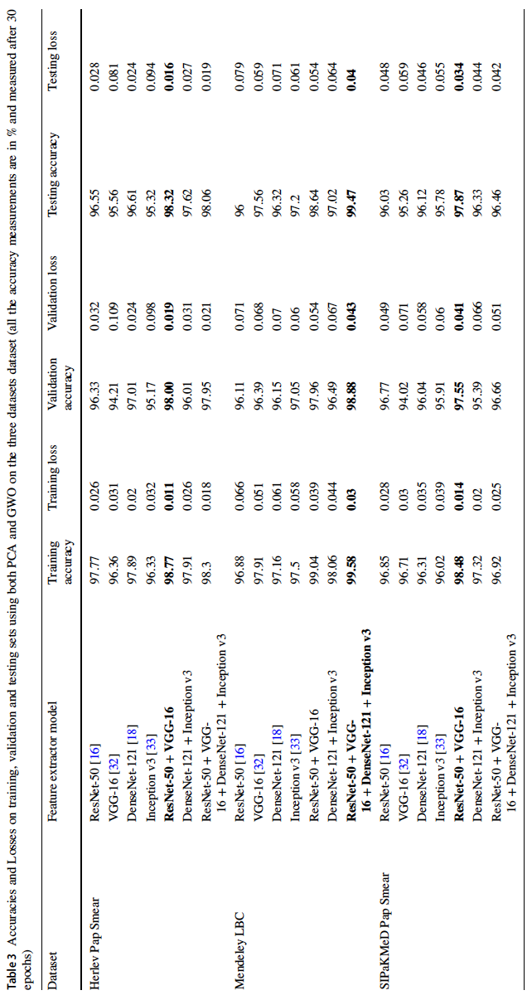 Table 3 Accuracies and Losses on training, validation and testing sets using both PCA and GWO on the three datasets dataset (all the accuracy measurements are in % and measured after 30
epochs)
Dataset Feature extractor model Training accuracy Training loss Validation accuracy Validation loss Testing accuracy Testing loss
Herlev Pap Smear ResNet-50 [16] 97.77 0.026 96.33 0.032 96.55 0.028
VGG-16 [32] 96.36 0.031 94.21 0.109 95.56 0.081
DenseNet-121 [18] 97.89 0.02 97.01 0.024 96.61 0.024
Inception v3 [33] 96.33 0.032 95.17 0.098 95.32 0.094
ResNet-50 + VGG-16 98.77 0.011 98.00 0.019 98.32 0.016
DenseNet-121 + Inception v3 97.91 0.026 96.01 0.031 97.62 0.027
ResNet-50 + VGG- 98.3 0.018 97.95 0.021 98.06 0.019
16 + DenseNet-121 + Inception v3
Mendeley LBC ResNet-50 [16] 96.88 0.066 96.11 0.071 96 0.079
VGG-16 [32] 97.91 0.051 96.39 0.068 97.56 0.059
DenseNet-121 [18] 97.16 0.061 96.15 0.07 96.32 0.071
Inception v3 [33] 97.5 0.058 97.05 0.06 97.2 0.061
ResNet-50 + VGG-16 99.04 0.039 97.96 0.054 98.64 0.054
DenseNet-121 + Inception v3 98.06 0.044 96.49 0.067 97.02 0.064
ResNet-50 + VGG- 99.58 0.03 98.88 0.043 99.47 0.04
16 + DenseNet-121 + Inception v3
SIPaKMeD Pap Smear ResNet-50 [16] 96.85 0.028 96.77 0.049 96.03 0.048
VGG-16 [32] 96.71 0.03 94.02 0.071 95.26 0.059
DenseNet-121 [18] 96.31 0.035 96.04 0.058 96.12 0.046
Inception v3 [33] 96.02 0.039 95.91 0.06 95.78 0.055
ResNet-50 + VGG-16 98.48 0.014 97.55 0.041 97.87 0.034
DenseNet-121 + Inception v3 97.32 0.02 95.39 0.066 96.33 0.044
ResNet-50 + VGG- 96.92 0.025 96.66 0.051 96.46 0.042
16 + DenseNet-121 + Inception v3